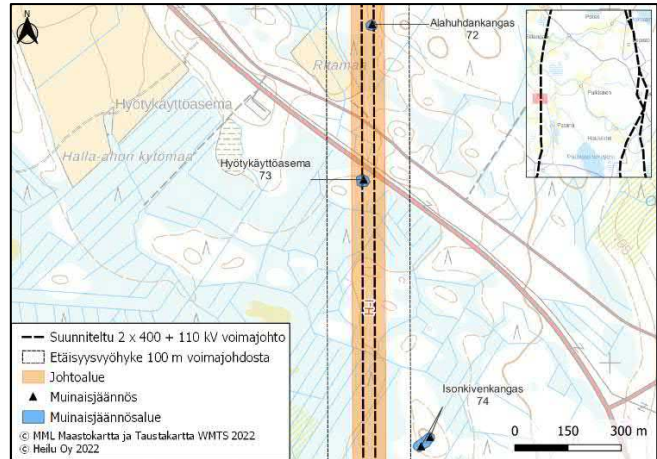 Alahuhdankangas
72
Ritamaa
Hyötykäyttöasema
Halla-ahon kytömaa
Hyötykäyttöasema
73
Isonkivenkangas
74
Suunniteltu 2 x 400 + 110 kV voimajohto
Etäisyysvyöhyke 100 m voimajohdosta
Johtoalue
Muinaisjäännös
Muinaisjäännösalue
© MML Maastokartta ja Taustakartta WMTS 2022
© Heilu Oy 2022
0 150 300 m